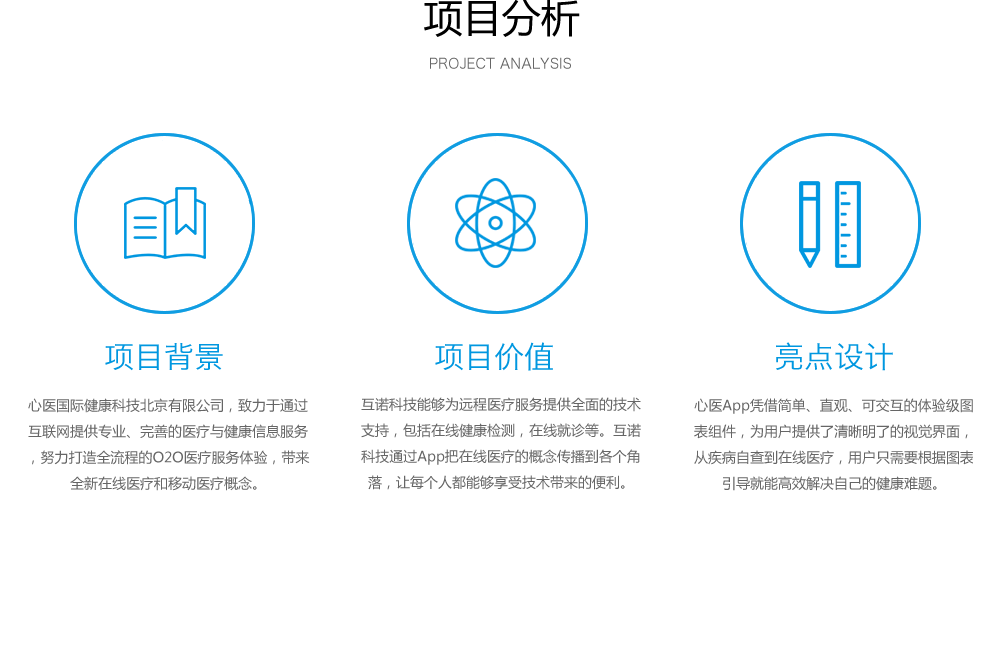 项目分析
PROJECT ANALYSIS
项目背景
心医国际健康科技北京有限公司，致力于通过
互联网提供专业、完善的医疗与健康信息服务
，努力打造全流程的O2O医疗服务体验，带来
全新在线医疗和移动医疗概念。
项目价值
互诺科技能够为远程医疗服务提供全面的技术
支持，包括在线健康检测，在线就诊等。互诺
科技通过App把在线医疗的概念传播到各个角
落，让每个人都能够享受技术带来的便利。
亮点设计
心医App凭借简单、直观、可交互的体验级图
表组件，为用户提供了清晰明了的视觉界面，
从疾病自查到在线医疗，用户只需要根据图表
引导就能高效解决自己的健康难题。